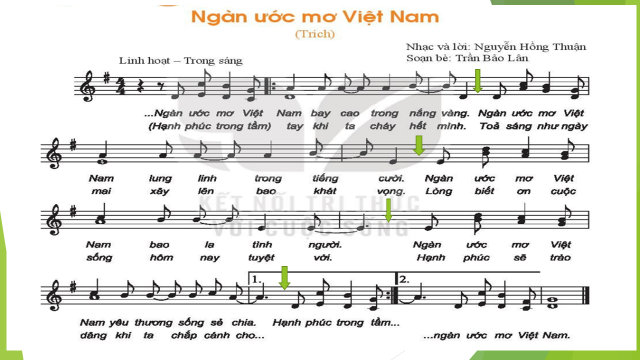 Ngàn ước mơ Việt Nam
(Trích)
Nhạc và lời: Nguyễn Hồng Thuận
Linh hoạt – Trong sáng
Soạn bè: Trần Bảo Lân
...Ngàn ước mơ Việt Nam bay cao trong nắng vàng. Ngàn ước mơ Việt
(Hạnh phúc trong tầm) tay khi ta cháy hết mình. Toả sáng như ngày
Nam lung linh trong tiếng cười. Ngàn ước mơ Việt
mai xây lên bao khát vọng. Lòng biết ơn cuộc
KẾT NỐI TRI THỨC
VỚI CUỘC SỐNG
Nam bao la tình người. Ngàn ước mơ Việt
sống hôm nay tuyệt vời. Hạnh phúc sẽ trào
1.
2.
Nam yêu thương sống sẻ chia. Hạnh phúc trong tầm...
dâng khi ta chắp cánh cho... ...ngàn ước mơ Việt Nam.